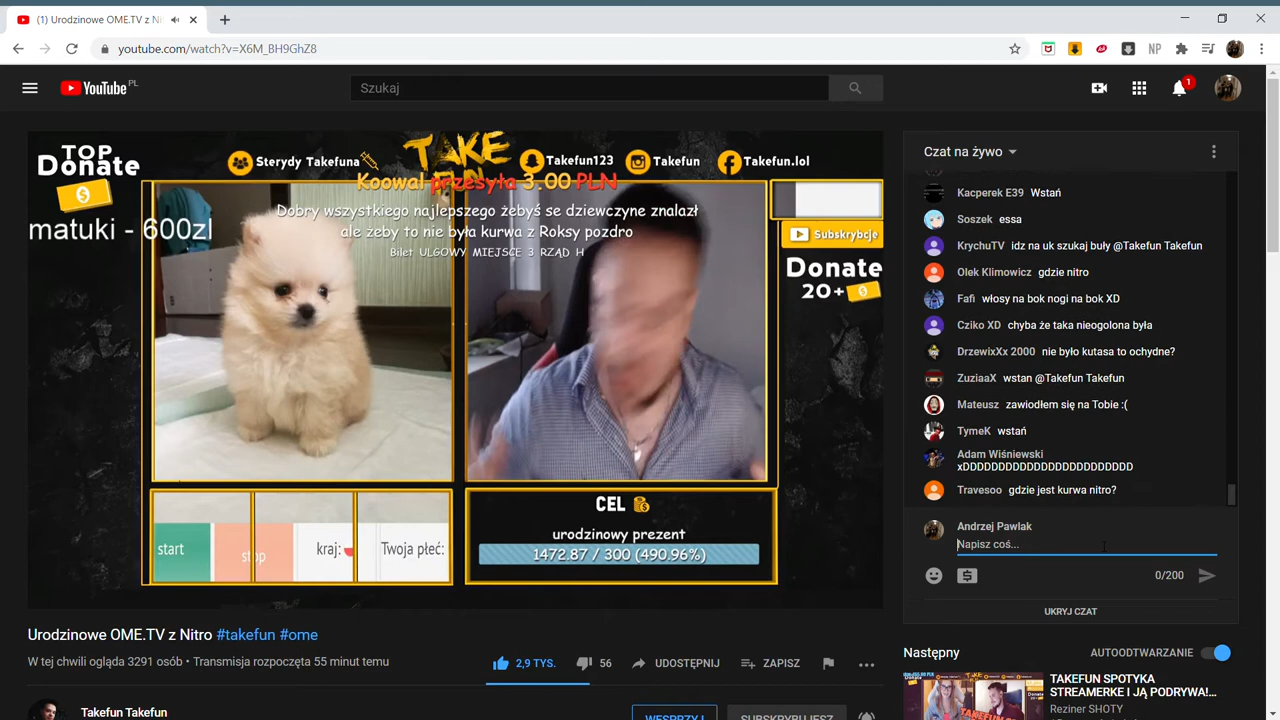 (1) Urodzinowe OME.TV z Ni
youtube.com/watch?v=X6M_BH9GhZ8
NP
YouTube PL
Szukaj
1
TOP
Donate
matuki - 600zl
Sterydy Takefuna
TAKE
Takefun123
Takefun
Takefun.lol
Koowal przesyła 3.00 PLN
Dobry wszystkiego najlepszego żebyś se dziewczyne znalazł
ale żeby to nie była kurwa z Roksy pozdro
Bilet ULGOWY MIEJSCE 3 RZĄD H
Subskrybcje
Donate
20+
start
stop
kraj:
Twoja płeć:
CEL
urodzinowy prezent
1472.87 / 300 (490.96%)
Urodzinowe OME.TV z Nitro #takefun #ome
W tej chwili ogląda 3291 osób • Transmisja rozpoczęta 55 minut temu
2,9 TYS.
56
UDOSTĘPNIJ
ZAPISZ
Takefun Takefun
WESPRZYJ
SUBSKRYBUJESZ
Czat na żywo
Kacperek E39 Wstań
Soszek essa
KrychuTV idz na uk szukaj buły @Takefun Takefun
Olek Klimowicz gdzie nitro
Fafi włosy na bok nogi na bok XD
Cziko XD chyba że taka nieogolona była
DrzewixXx 2000 nie było kutasa to ochydne?
ZuziaaX wstan @Takefun Takefun
Mateusz zawiodłem się na Tobie :(
TymeK wstań
Adam Wiśniewski
xDDDDDDDDDDDDDDDDDDDDDDDD
Travesoo gdzie jest kurwa nitro?
Andrzej Pawlak
Napisz coś...
0/200
UKRYJ CZAT
Następny
AUTOODTWARZANIE
TAKEFUN SPOTYKA
STREAMERKE I JĄ PODRYWA!...
Reziner SHOTY